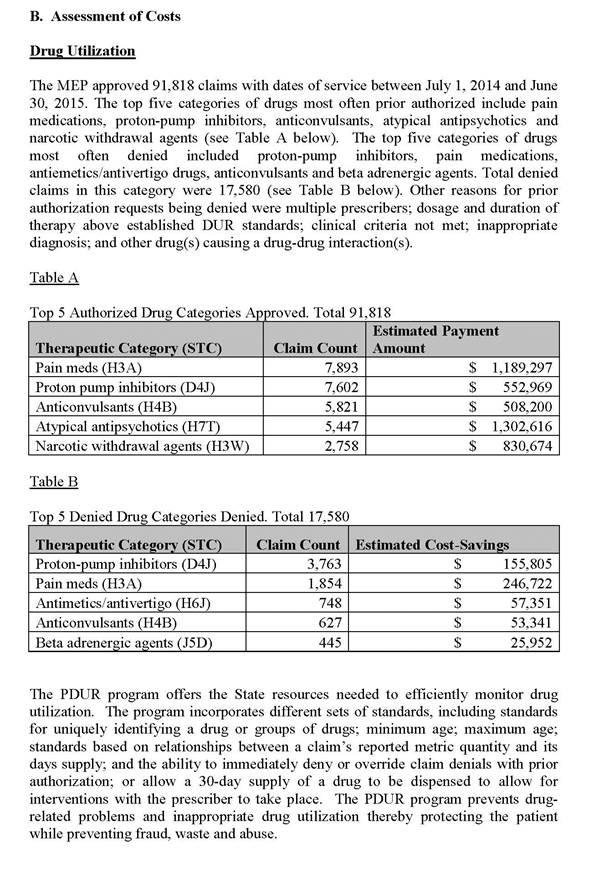 B. Assessment of Costs
Drug Utilization
The MEP approved 91,818 claims with dates of service between July 1, 2014 and June
30, 2015. The top five categories of drugs most often prior authorized include pain
medications, proton-pump inhibitors, anticonvulsants, atypical antipsychotics and
narcotic withdrawal agents (see Table A below). The top five categories of drugs
most often denied included proton-pump inhibitors, pain medications,
antiemetics/antivertigo drugs, anticonvulsants and beta adrenergic agents. Total denied
claims in this category were 17,580 (see Table B below). Other reasons for prior
authorization requests being denied were multiple prescribers; dosage and duration of
therapy above established DUR standards; clinical criteria not met; inappropriate
diagnosis; and other drug(s) causing a drug-drug interaction(s).
Table A
Top 5 Authorized Drug Categories Approved. Total 91,818
Therapeutic Category (STC) Claim Count Estimated Payment
Amount
Pain meds (H3A) 7,893 $ 1,189,297
Proton pump inhibitors (D4J) 7,602 $ 552,969
Anticonvulsants (H4B) 5,821 $ 508,200
Atypical antipsychotics (H7T) 5,447 $ 1,302,616
Narcotic withdrawal agents (H3W) 2,758 $ 830,674
Table B
Top 5 Denied Drug Categories Denied. Total 17,580
Therapeutic Category (STC) Claim Count Estimated Cost-Savings
Proton-pump inhibitors (D4J) 3,763 $ 155,805
Pain meds (H3A) 1,854 $ 246,722
Antimetics/antivertigo (H6J) 748 $ 57,351
Anticonvulsants (H4B) 627 $ 53,341
Beta adrenergic agents (J5D) 445 $ 25,952
The PDUR program offers the State resources needed to efficiently monitor drug
utilization. The program incorporates different sets of standards, including standards
for uniquely identifying a drug or groups of drugs; minimum age; maximum age;
standards based on relationships between a claim's reported metric quantity and its
days supply; and the ability to immediately deny or override claim denials with prior
authorization; or allow a 30-day supply of a drug to be dispensed to allow for
interventions with the prescriber to take place. The PDUR program prevents drug-
related problems and inappropriate drug utilization thereby protecting the patient
while preventing fraud, waste and abuse.